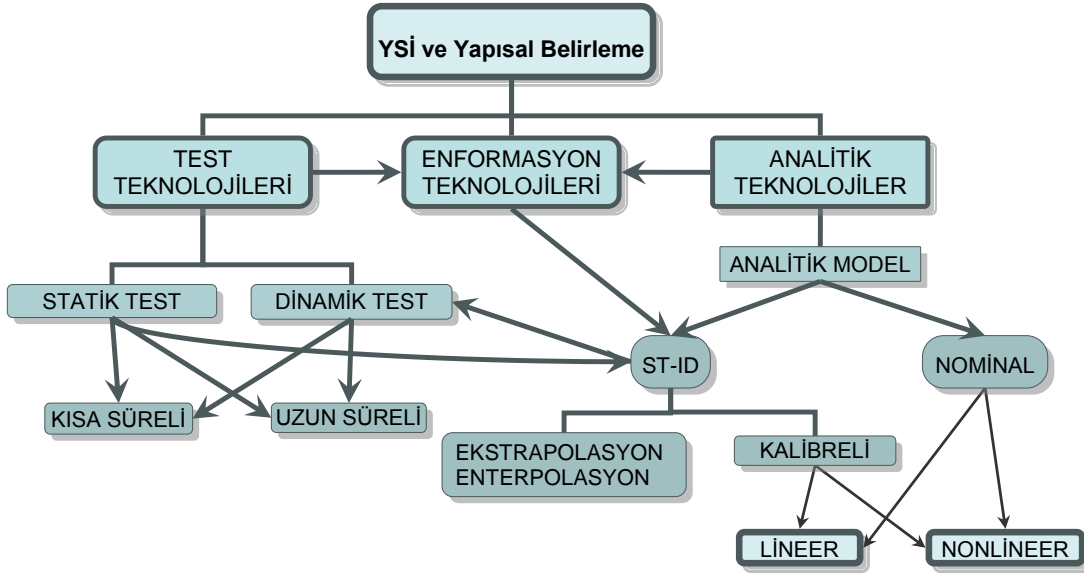 YSİ ve Yapısal Belirleme
TEST
TEKNOLOJİLERİ
ENFORMASYON
TEKNOLOJİLERİ
ANALİTİK
TEKNOLOJİLER
ANALİTİK MODEL
STATİK TEST
DİNAMİK TEST
ST-ID
NOMİNAL
KISA SÜRELİ
UZUN SÜRELİ
EKSTRAPOLASYON
ENTERPOLASYON
KALİBRELİ
LİNEER
NONLİNEER